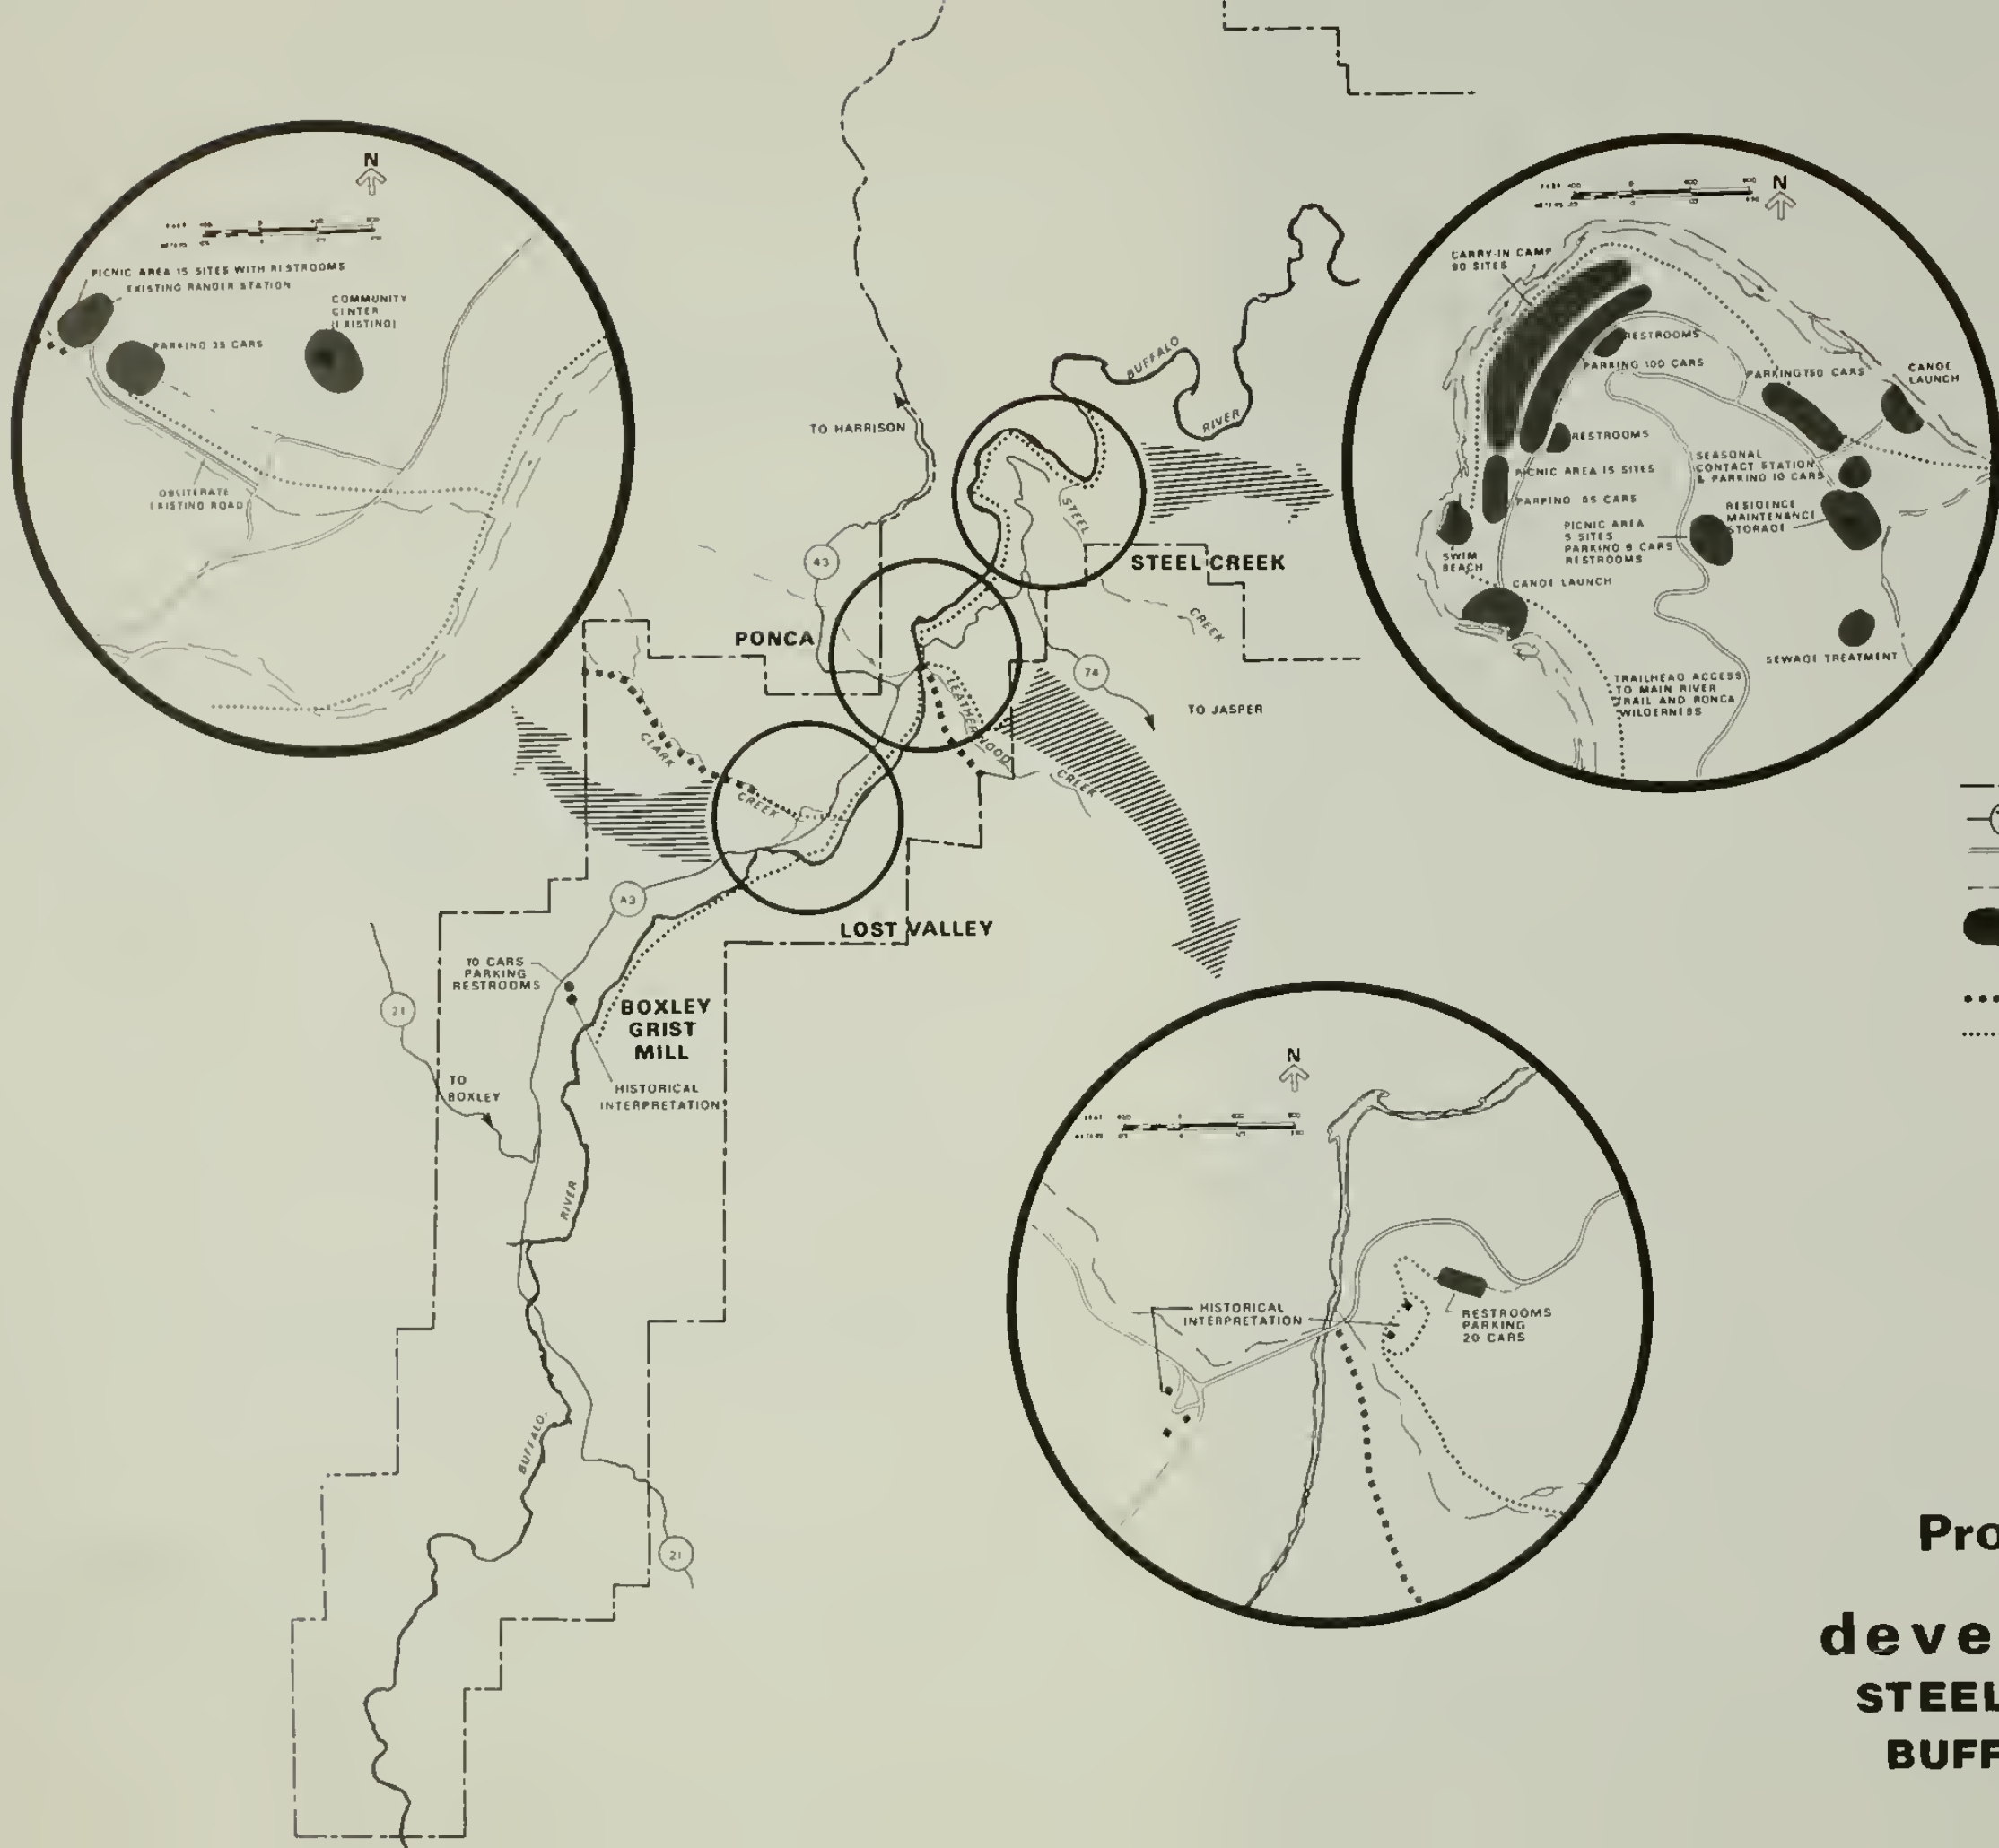 N
PICNIC AREA 15 SITES WITH RESTROOMS
EXISTING RANGER STATION
COMMUNITY
CENTER
(EXISTING)
PARKING 35 CARS
OBLITERATE
EXISTING ROAD
N
CARRY-IN CAMP
90 SITES
RESTROOMS
PARKING 100 CARS
PARKING 150 CARS
CANOE
LAUNCH
RESTROOMS
PICNIC AREA 15 SITES
SEASONAL
CONTACT STATION
& PARKING 10 CARS
PARKING 65 CARS
RESIDENCE
MAINTENANCE
STORAGE
PICNIC AREA
5 SITES
PARKING 8 CARS
RESTROOMS
SWIM
BEACH
CANOE LAUNCH
SEWAGE TREATMENT
TRAILHEAD ACCESS
TO MAIN RIVER
TRAIL AND PONCA
WILDERNESS
BUFFALO
RIVER
TO HARRISON
STEEL
CREEK
43
STEEL CREEK
PONCA
74
TO JASPER
LEATHERWOOD
CREEK
CLARK
CREEK
LOST VALLEY
10 CARS
PARKING
RESTROOMS
BOXLEY
GRIST
MILL
HISTORICAL
INTERPRETATION
21
TO
BOXLEY
RIVER
BUFFALO
21
N
HISTORICAL
INTERPRETATION
RESTROOMS
PARKING
20 CARS
Pro
deve
STEEL
BUFF